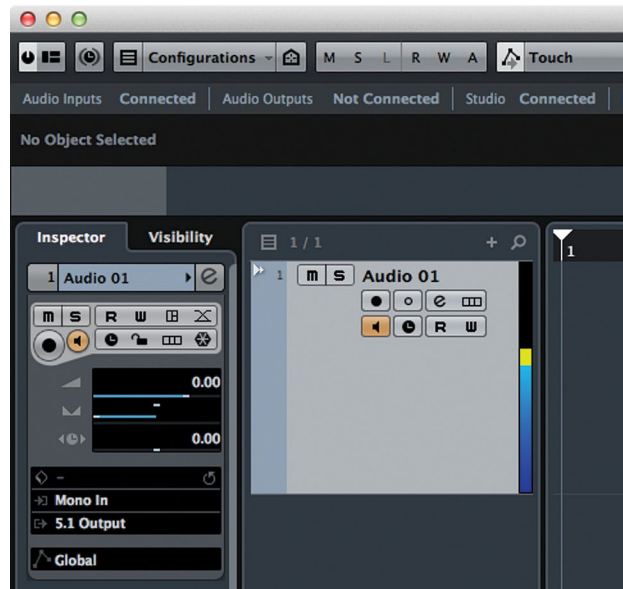 Configurations M S L R W A Touch
Audio Inputs Connected Audio Outputs Not Connected Studio Connected
No Object Selected
Inspector Visibility
1 / 1
1
1 Audio 01 e
1 m S Audio 01
e
R W
m S R W
0.00
0.00
-
Mono In
5.1 Output
Global